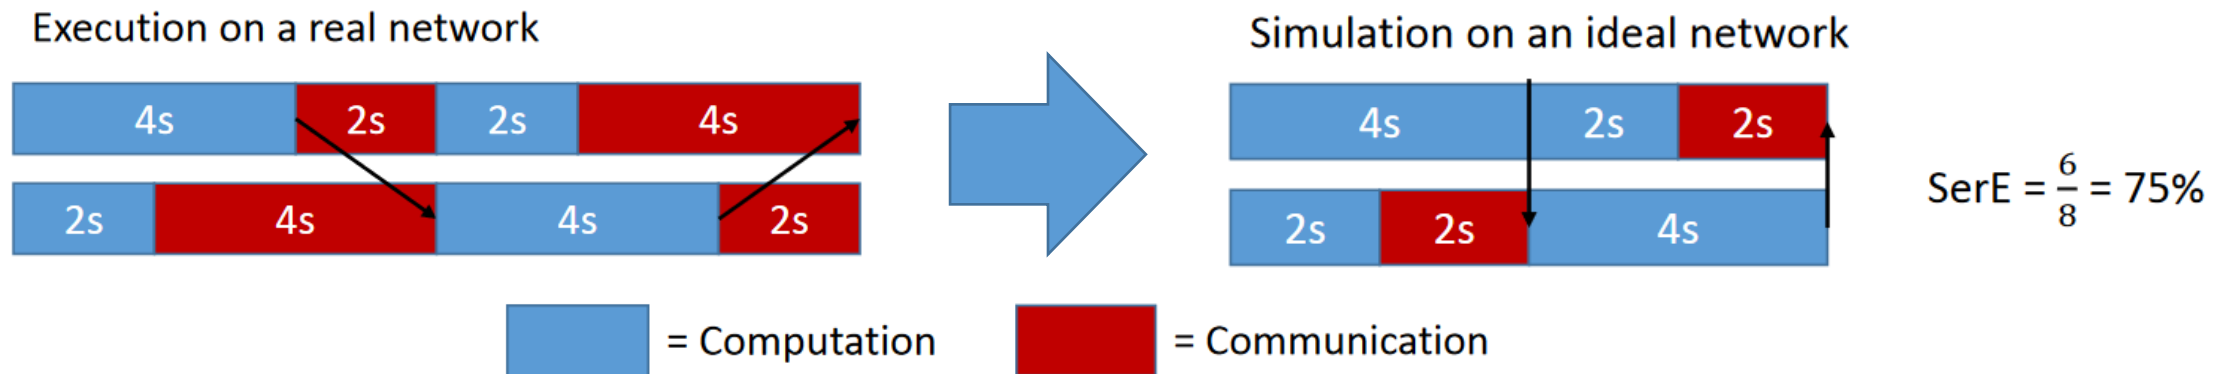 Execution on a real network
Simulation on an ideal network
4s 2s 2s 4s
2s 4s 4s 2s
4s 2s 2s
2s 2s 4s
SerE = 6/8 = 75%
= Computation
= Communication